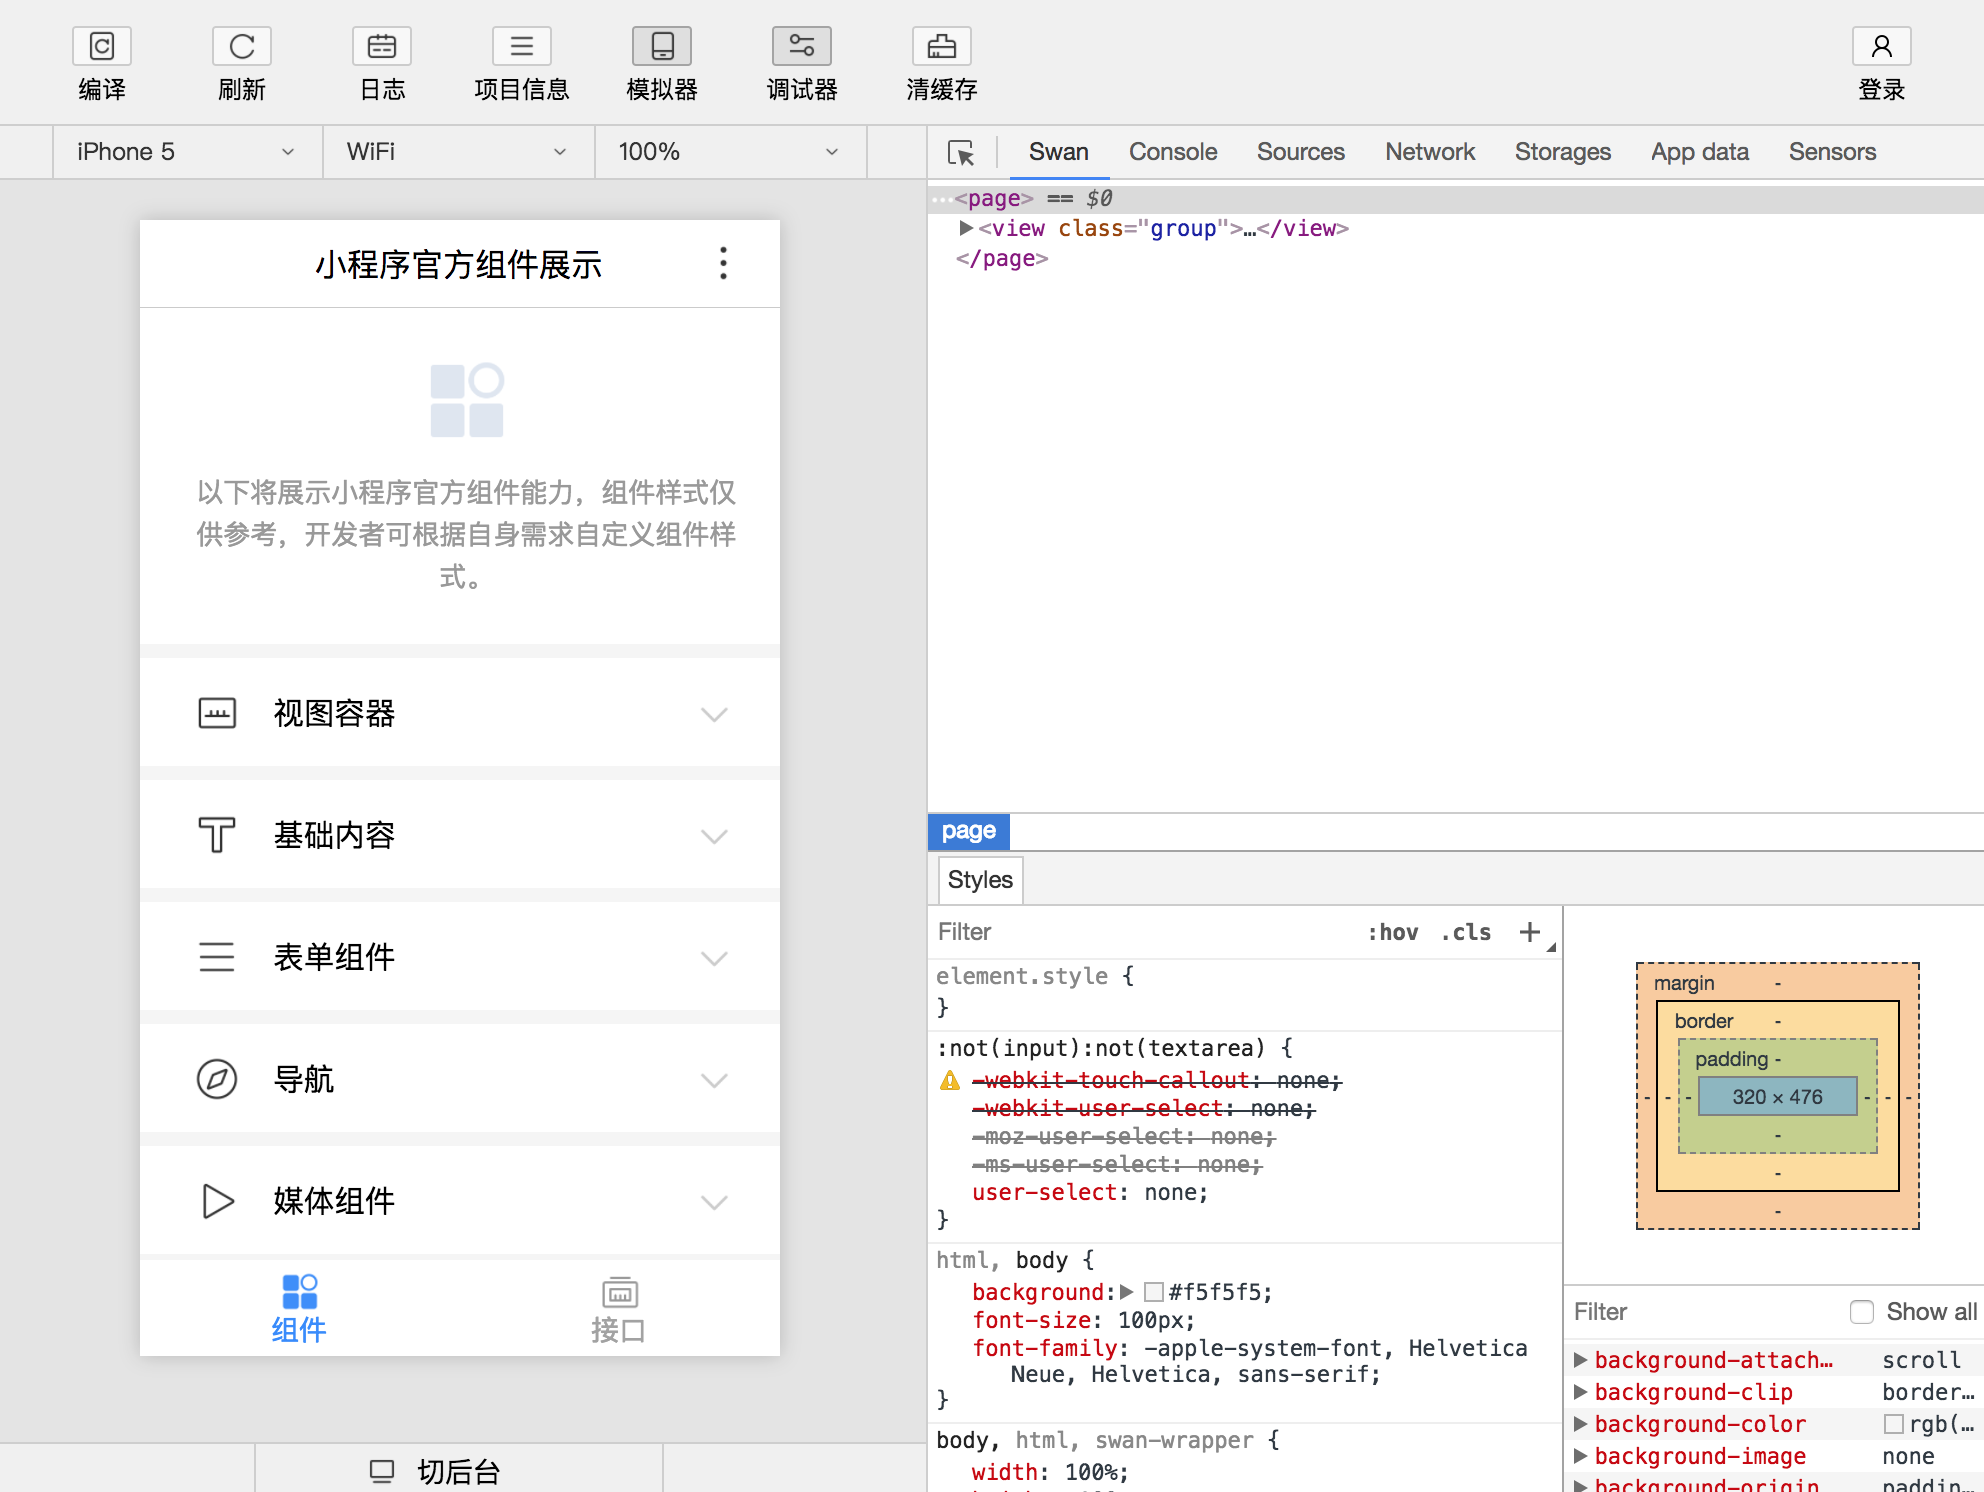 编译 刷新 日志 项目信息 模拟器 调试器 清缓存 登录
iPhone 5 WiFi 100%
Swan Console Sources Network Storages App data Sensors
小程序官方组件展示
以下将展示小程序官方组件能力，组件样式仅
供参考，开发者可根据自身需求自定义组件样
式。
视图容器
基础内容
表单组件
导航
媒体组件
组件 接口
切后台
…<page> == $0
<view class="group">…</view>
</page>
page
Styles
Filter :hov .cls +
element.style {
}
:not(input):not(textarea) {
-webkit-touch-callout: none;
-webkit-user-select: none;
-moz-user-select: none;
-ms-user-select: none;
user-select: none;
}
html, body {
background: #f5f5f5;
font-size: 100px;
font-family: -apple-system-font, Helvetica
Neue, Helvetica, sans-serif;
}
body, html, swan-wrapper {
width: 100%;
margin -
border -
padding -
- - - 320 × 476 - - -
-
-
-
Filter Show all
background-attach… scroll
background-clip border…
background-color rgb(…
background-image none
background-origin paddin…